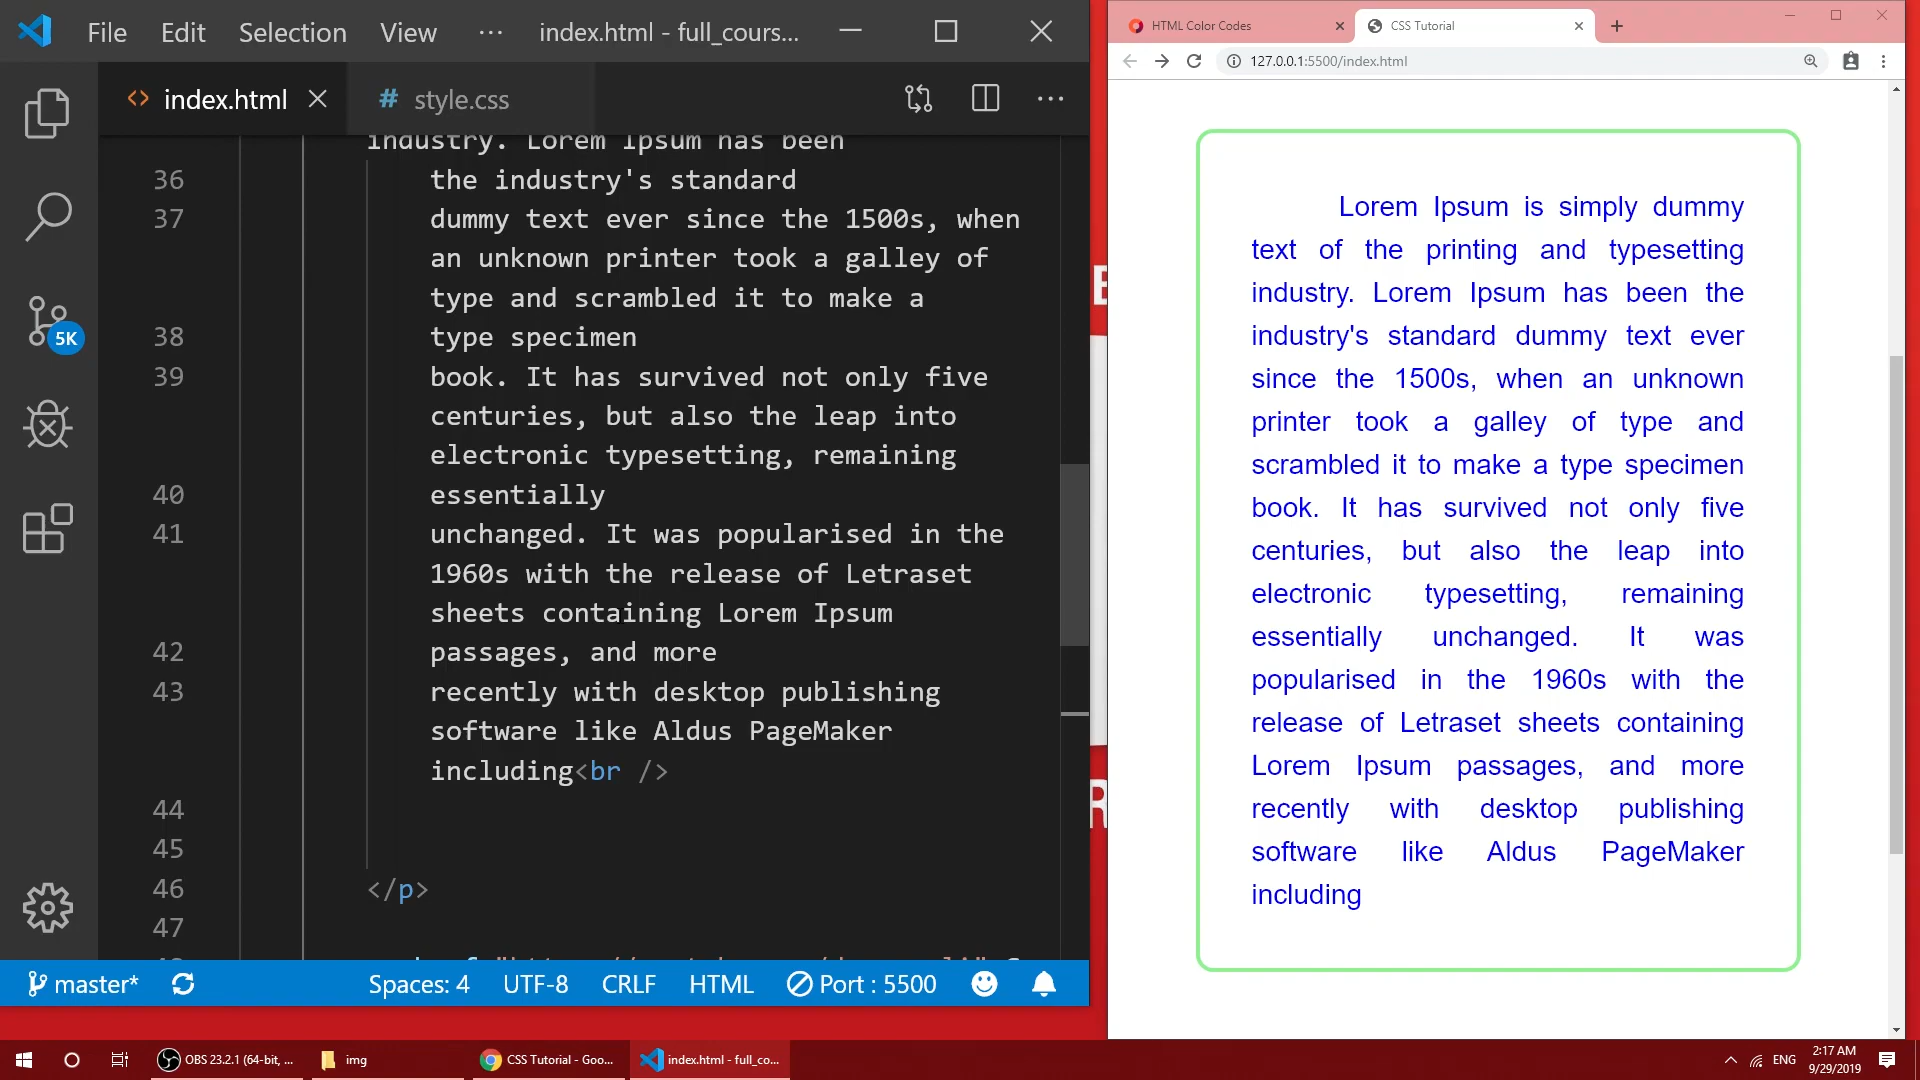 File Edit Selection View ··· index.html - full_cours...
index.html style.css
industry. Lorem Ipsum has been
36 the industry's standard
37 dummy text ever since the 1500s, when
an unknown printer took a galley of
type and scrambled it to make a
38 type specimen
39 book. It has survived not only five
centuries, but also the leap into
electronic typesetting, remaining
40 essentially
41 unchanged. It was popularised in the
1960s with the release of Letraset
sheets containing Lorem Ipsum
42 passages, and more
43 recently with desktop publishing
software like Aldus PageMaker
including<br />
44
45
46 </p>
47
5K
master* Spaces: 4 UTF-8 CRLF HTML Port : 5500
HTML Color Codes CSS Tutorial
127.0.0.1:5500/index.html
Lorem Ipsum is simply dummy
text of the printing and typesetting
industry. Lorem Ipsum has been the
industry's standard dummy text ever
since the 1500s, when an unknown
printer took a galley of type and
scrambled it to make a type specimen
book. It has survived not only five
centuries, but also the leap into
electronic typesetting, remaining
essentially unchanged. It was
popularised in the 1960s with the
release of Letraset sheets containing
Lorem Ipsum passages, and more
recently with desktop publishing
software like Aldus PageMaker
including
OBS 23.2.1 (64-bit, ... img CSS Tutorial - Goo... index.html - full_co... ENG 2:17 AM
9/29/2019